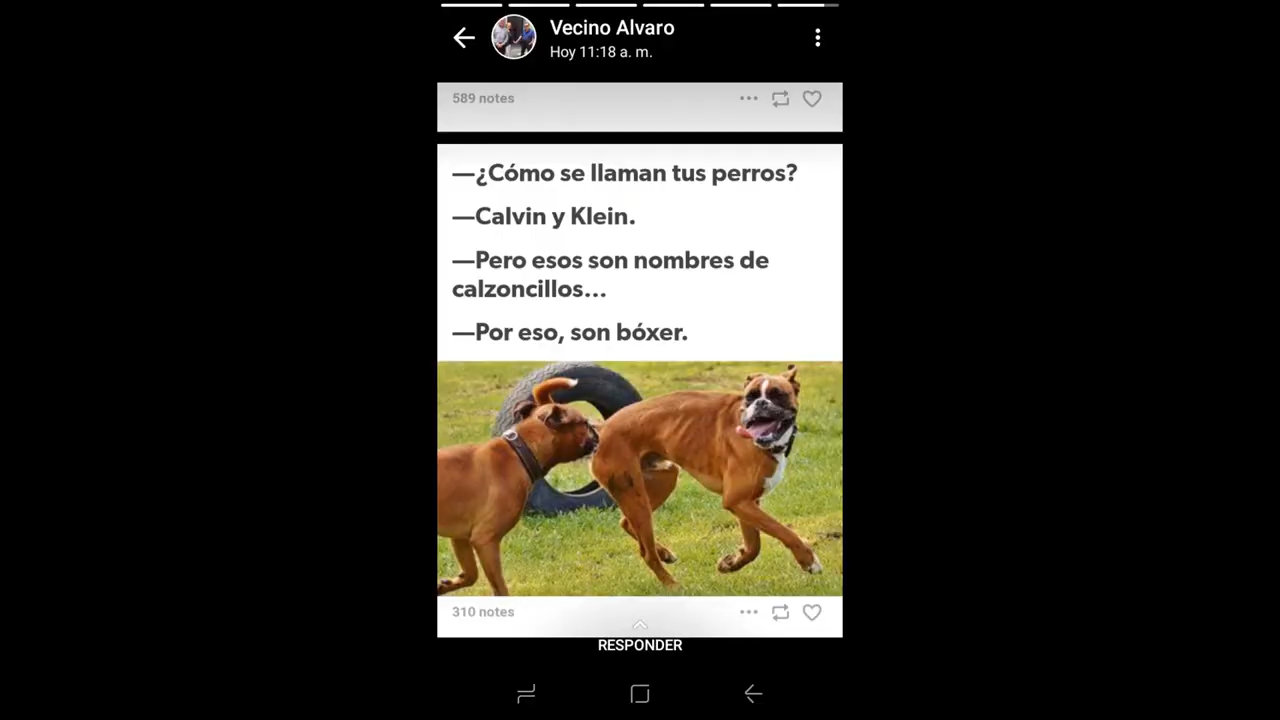 Vecino Alvaro
Hoy 11:18 a. m.
589 notes
—¿Cómo se llaman tus perros?
—Calvin y Klein.
—Pero esos son nombres de
calzoncillos...
—Por eso, son bóxer.
310 notes
RESPONDER